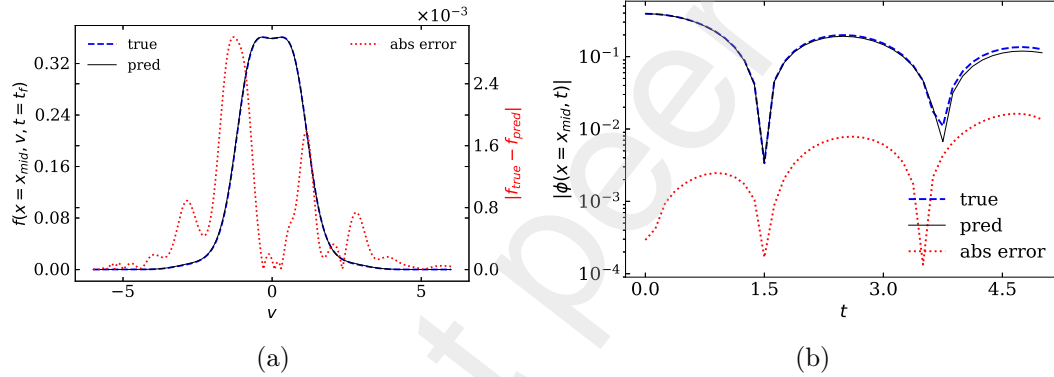 ×10⁻³
true
pred
abs error
0.32
0.24
0.16
0.08
0.00
2.4
1.6
0.8
0.0
−5
0
5
v
f(x = x_mid, v, t = t_f)
|f_true − f_pred|
(a)
10⁻¹
10⁻²
10⁻³
10⁻⁴
true
pred
abs error
0.0
1.5
3.0
4.5
t
|ϕ(x = x_mid, t)|
(b)
t peer